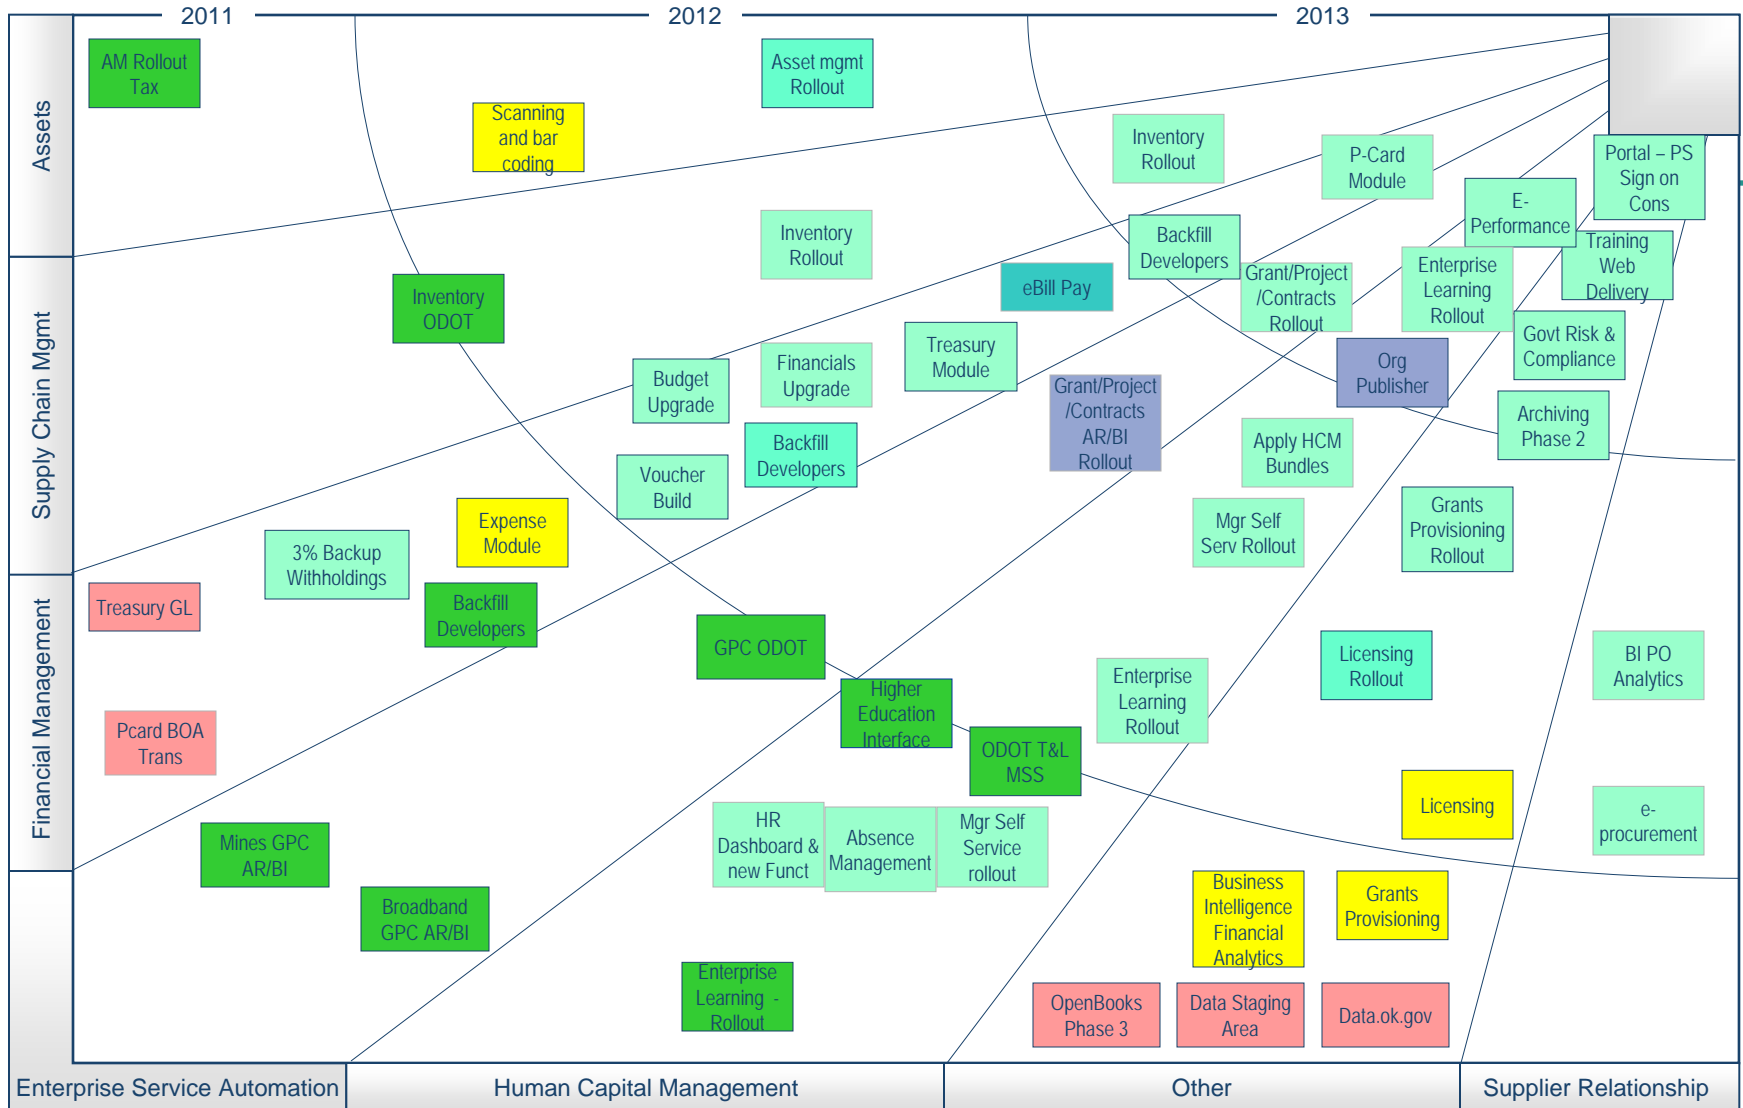 2011
2012
2013
Assets
Supply Chain Mgmt
Financial Management
AM Rollout
Tax
Asset mgmt
Rollout
Scanning
and bar
coding
Inventory
Rollout
P-Card
Module
Portal – PS
Sign on
Cons
E-
Performance
Inventory
Rollout
Backfill
Developers
Training
Web
Delivery
Inventory
ODOT
eBill Pay
Grant/Project
/Contracts
Rollout
Enterprise
Learning
Rollout
Govt Risk &
Compliance
Budget
Upgrade
Financials
Upgrade
Treasury
Module
Grant/Project
/Contracts
AR/BI
Rollout
Org
Publisher
Archiving
Phase 2
Backfill
Developers
Apply HCM
Bundles
Voucher
Build
3% Backup
Withholdings
Expense
Module
Mgr Self
Serv Rollout
Grants
Provisioning
Rollout
Treasury GL
Backfill
Developers
GPC ODOT
Higher
Education
Interface
Enterprise
Learning
Rollout
Licensing
Rollout
BI PO
Analytics
Pcard BOA
Trans
ODOT T&L
MSS
Licensing
e-
procurement
Mines GPC
AR/BI
HR
Dashboard &
new Funct
Absence
Management
Mgr Self
Service
rollout
Broadband
GPC AR/BI
Business
Intelligence
Financial
Analytics
Grants
Provisioning
Enterprise
Learning -
Rollout
OpenBooks
Phase 3
Data Staging
Area
Data.ok.gov
Enterprise Service Automation
Human Capital Management
Other
Supplier Relationship